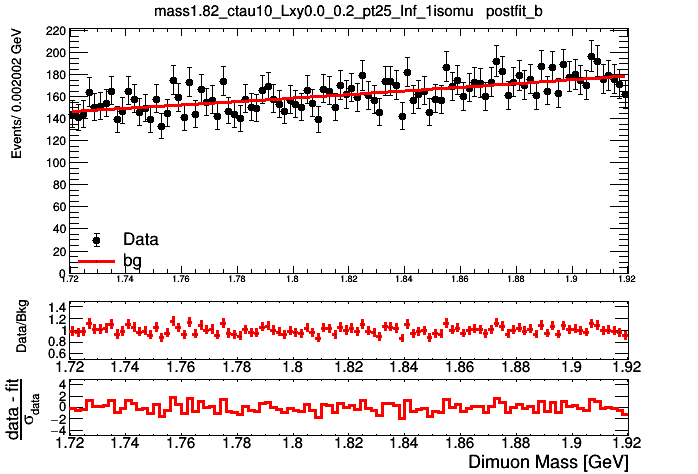 mass1.82_ctau10_Lxy0.0_0.2_pt25_Inf_1isomu postfit_b
Events/ 0.002002 GeV
220
200
180
160
140
120
100
80
60
40
20
0
Data
bg
1.72 1.74 1.76 1.78 1.8 1.82 1.84 1.86 1.88 1.9 1.92
Data/Bkg
1.4
1.2
1
0.8
0.6
1.72 1.74 1.76 1.78 1.8 1.82 1.84 1.86 1.88 1.9 1.92
data - fit
σdata
4
2
0
−2
−4
1.72 1.74 1.76 1.78 1.8 1.82 1.84 1.86 1.88 1.9 1.92
Dimuon Mass [GeV]